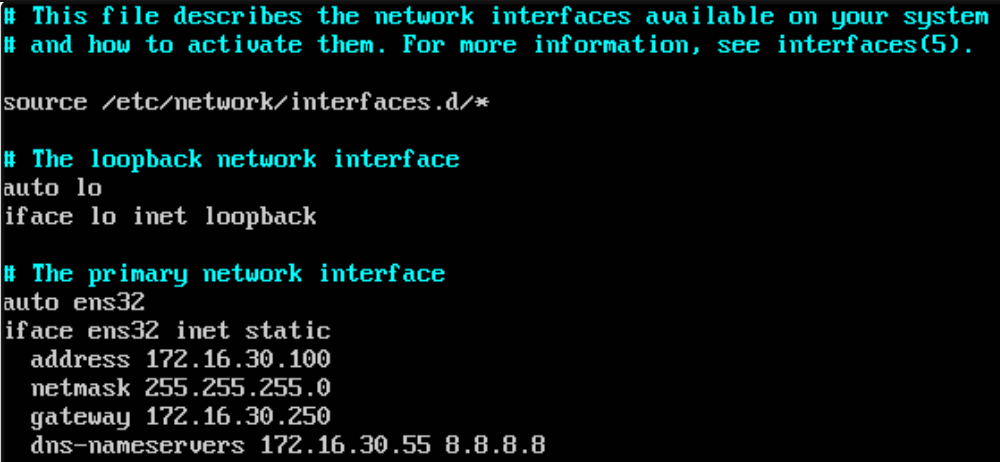 # This file describes the network interfaces available on your system
# and how to activate them. For more information, see interfaces(5).
source /etc/network/interfaces.d/*
# The loopback network interface
auto lo
iface lo inet loopback
# The primary network interface
auto ens32
iface ens32 inet static
address 172.16.30.100
netmask 255.255.255.0
gateway 172.16.30.250
dns-nameservers 172.16.30.55 8.8.8.8